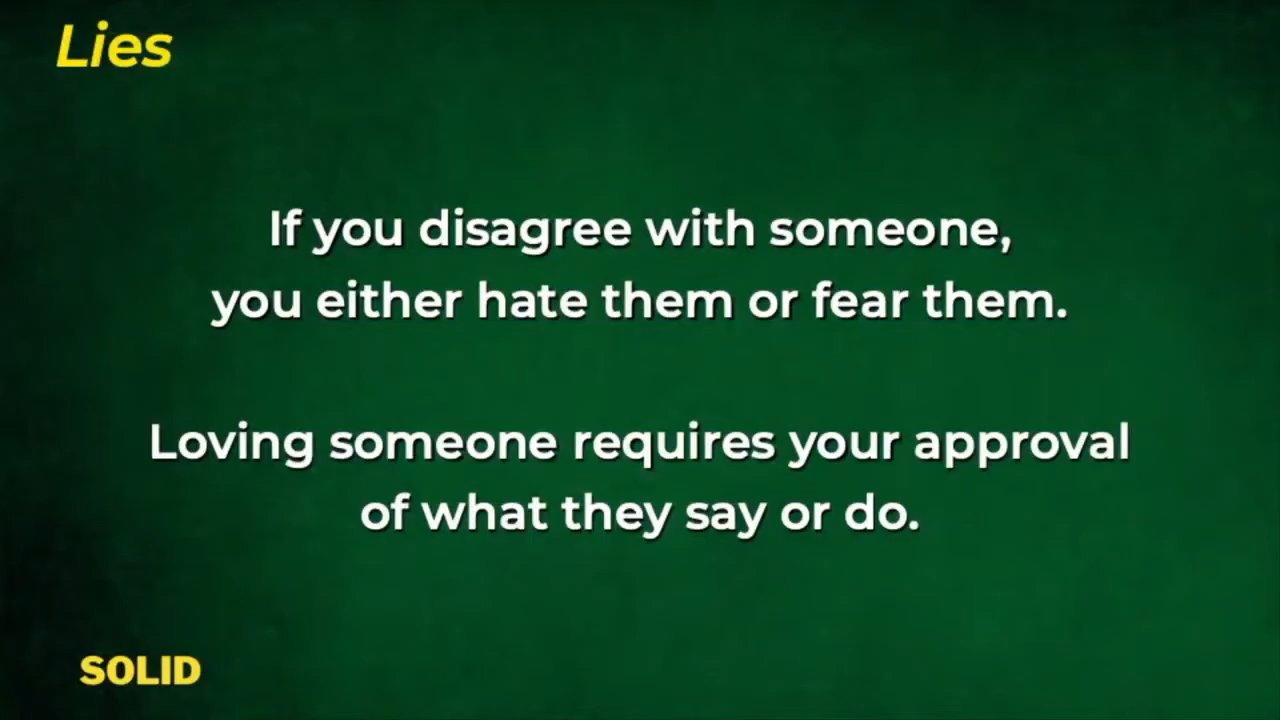 Lies
If you disagree with someone,
you either hate them or fear them.
Loving someone requires your approval
of what they say or do.
SOLID